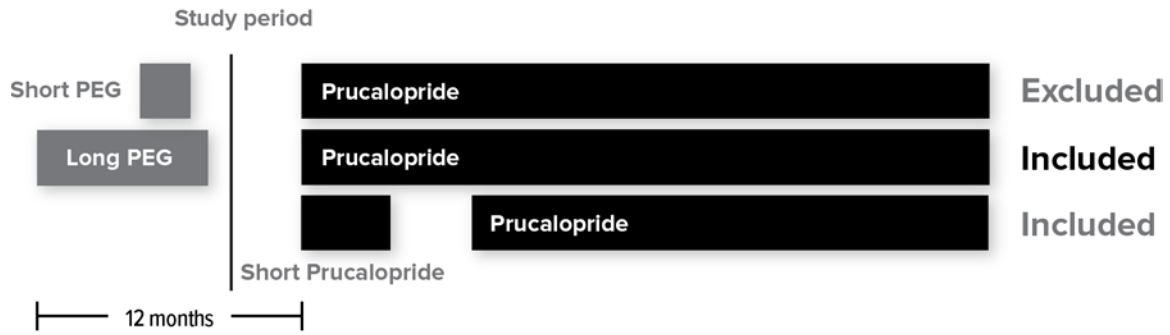 Study period
Short PEG
Prucalopride
Excluded
Long PEG
Prucalopride
Included
Prucalopride
Included
Short Prucalopride
12 months